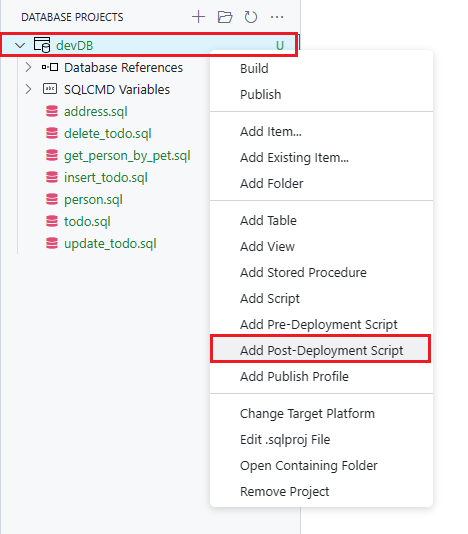 DATABASE PROJECTS
devDB U
Database References
SQLCMD Variables
address.sql
delete_todo.sql
get_person_by_pet.sql
insert_todo.sql
person.sql
todo.sql
update_todo.sql
Build
Publish
Add Item...
Add Existing Item...
Add Folder
Add Table
Add View
Add Stored Procedure
Add Script
Add Pre-Deployment Script
Add Post-Deployment Script
Add Publish Profile
Change Target Platform
Edit .sqlproj File
Open Containing Folder
Remove Project